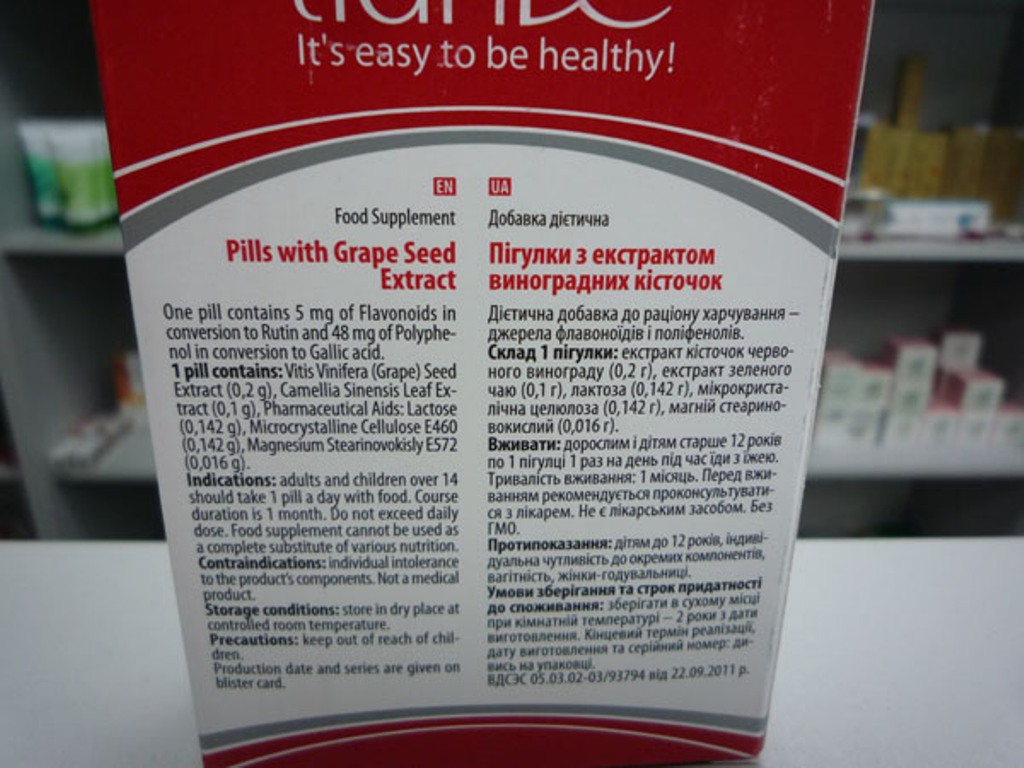 It's easy to be healthy!
EN
Food Supplement
Pills with Grape Seed
Extract
One pill contains 5 mg of Flavonoids in
conversion to Rutin and 48 mg of Polyphe-
nol in conversion to Gallic acid.
1 pill contains: Vitis Vinifera (Grape) Seed
Extract (0,2 g), Camellia Sinensis Leaf Ex-
tract (0,1 g), Pharmaceutical Aids: Lactose
(0,142 g), Microcrystalline Cellulose E460
(0,142 g), Magnesium Stearinovokisly E572
(0,016 g).
Indications: adults and children over 14
should take 1 pill a day with food. Course
duration is 1 month. Do not exceed daily
dose. Food supplement cannot be used as
a complete substitute of various nutrition.
Contraindications: individual intolerance
to the product's components. Not a medical
product.
Storage conditions: store in dry place at
controlled room temperature.
Precautions: keep out of reach of chil-
dren.
Production date and series are given on
blister card.
UA
Добавка дієтична
Пігулки з екстрактом
виноградних кісточок
Дієтична добавка до раціону харчування –
джерела флавоноїдів і поліфенолів.
Склад 1 пігулки: екстракт кісточок черво-
ного винограду (0,2 г), екстракт зеленого
чаю (0,1 г), лактоза (0,142 г), мікрокриста-
лічна целюлоза (0,142 г), магній стеарино-
вокислий (0,016 г).
Вживати: дорослим і дітям старше 12 років
по 1 пігулці 1 раз на день під час їди з їжею.
Тривалість вживання: 1 місяць. Перед вжи-
ванням рекомендується проконсультувати-
ся з лікарем. Не є лікарським засобом. Без
ГМО.
Протипоказання: дітям до 12 років, індиві-
дуальна чутливість до окремих компонентів,
вагітність, жінки-годувальниці.
Умови зберігання та строк придатності
до споживання: зберігати в сухому місці
при кімнатній температурі – 2 роки з дати
виготовлення. Кінцевий термін реалізації,
дату виготовлення та серійний номер: ди-
вись на упаковці.
ВДСЭС 05.03.02-03/93794 від 22.09.2011 р.